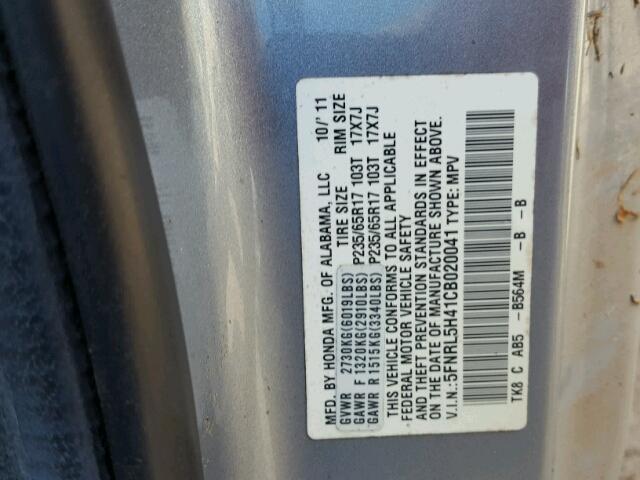 MFD. BY HONDA MFG. OF ALABAMA, LLC 10/'11
GVWR 2730KG(6019LBS) TIRE SIZE RIM SIZE
GAWR F 1320KG(2910LBS) P235/65R17 103T 17X7J
GAWR R 1515KG(3340LBS) P235/65R17 103T 17X7J
THIS VEHICLE CONFORMS TO ALL APPLICABLE
FEDERAL MOTOR VEHICLE SAFETY
AND THEFT PREVENTION STANDARDS IN EFFECT
ON THE DATE OF MANUFACTURE SHOWN ABOVE.
V.I.N.: 5FNRL5H41CB020041 TYPE: MPV
TK8 C AB5 -B564M -B -B